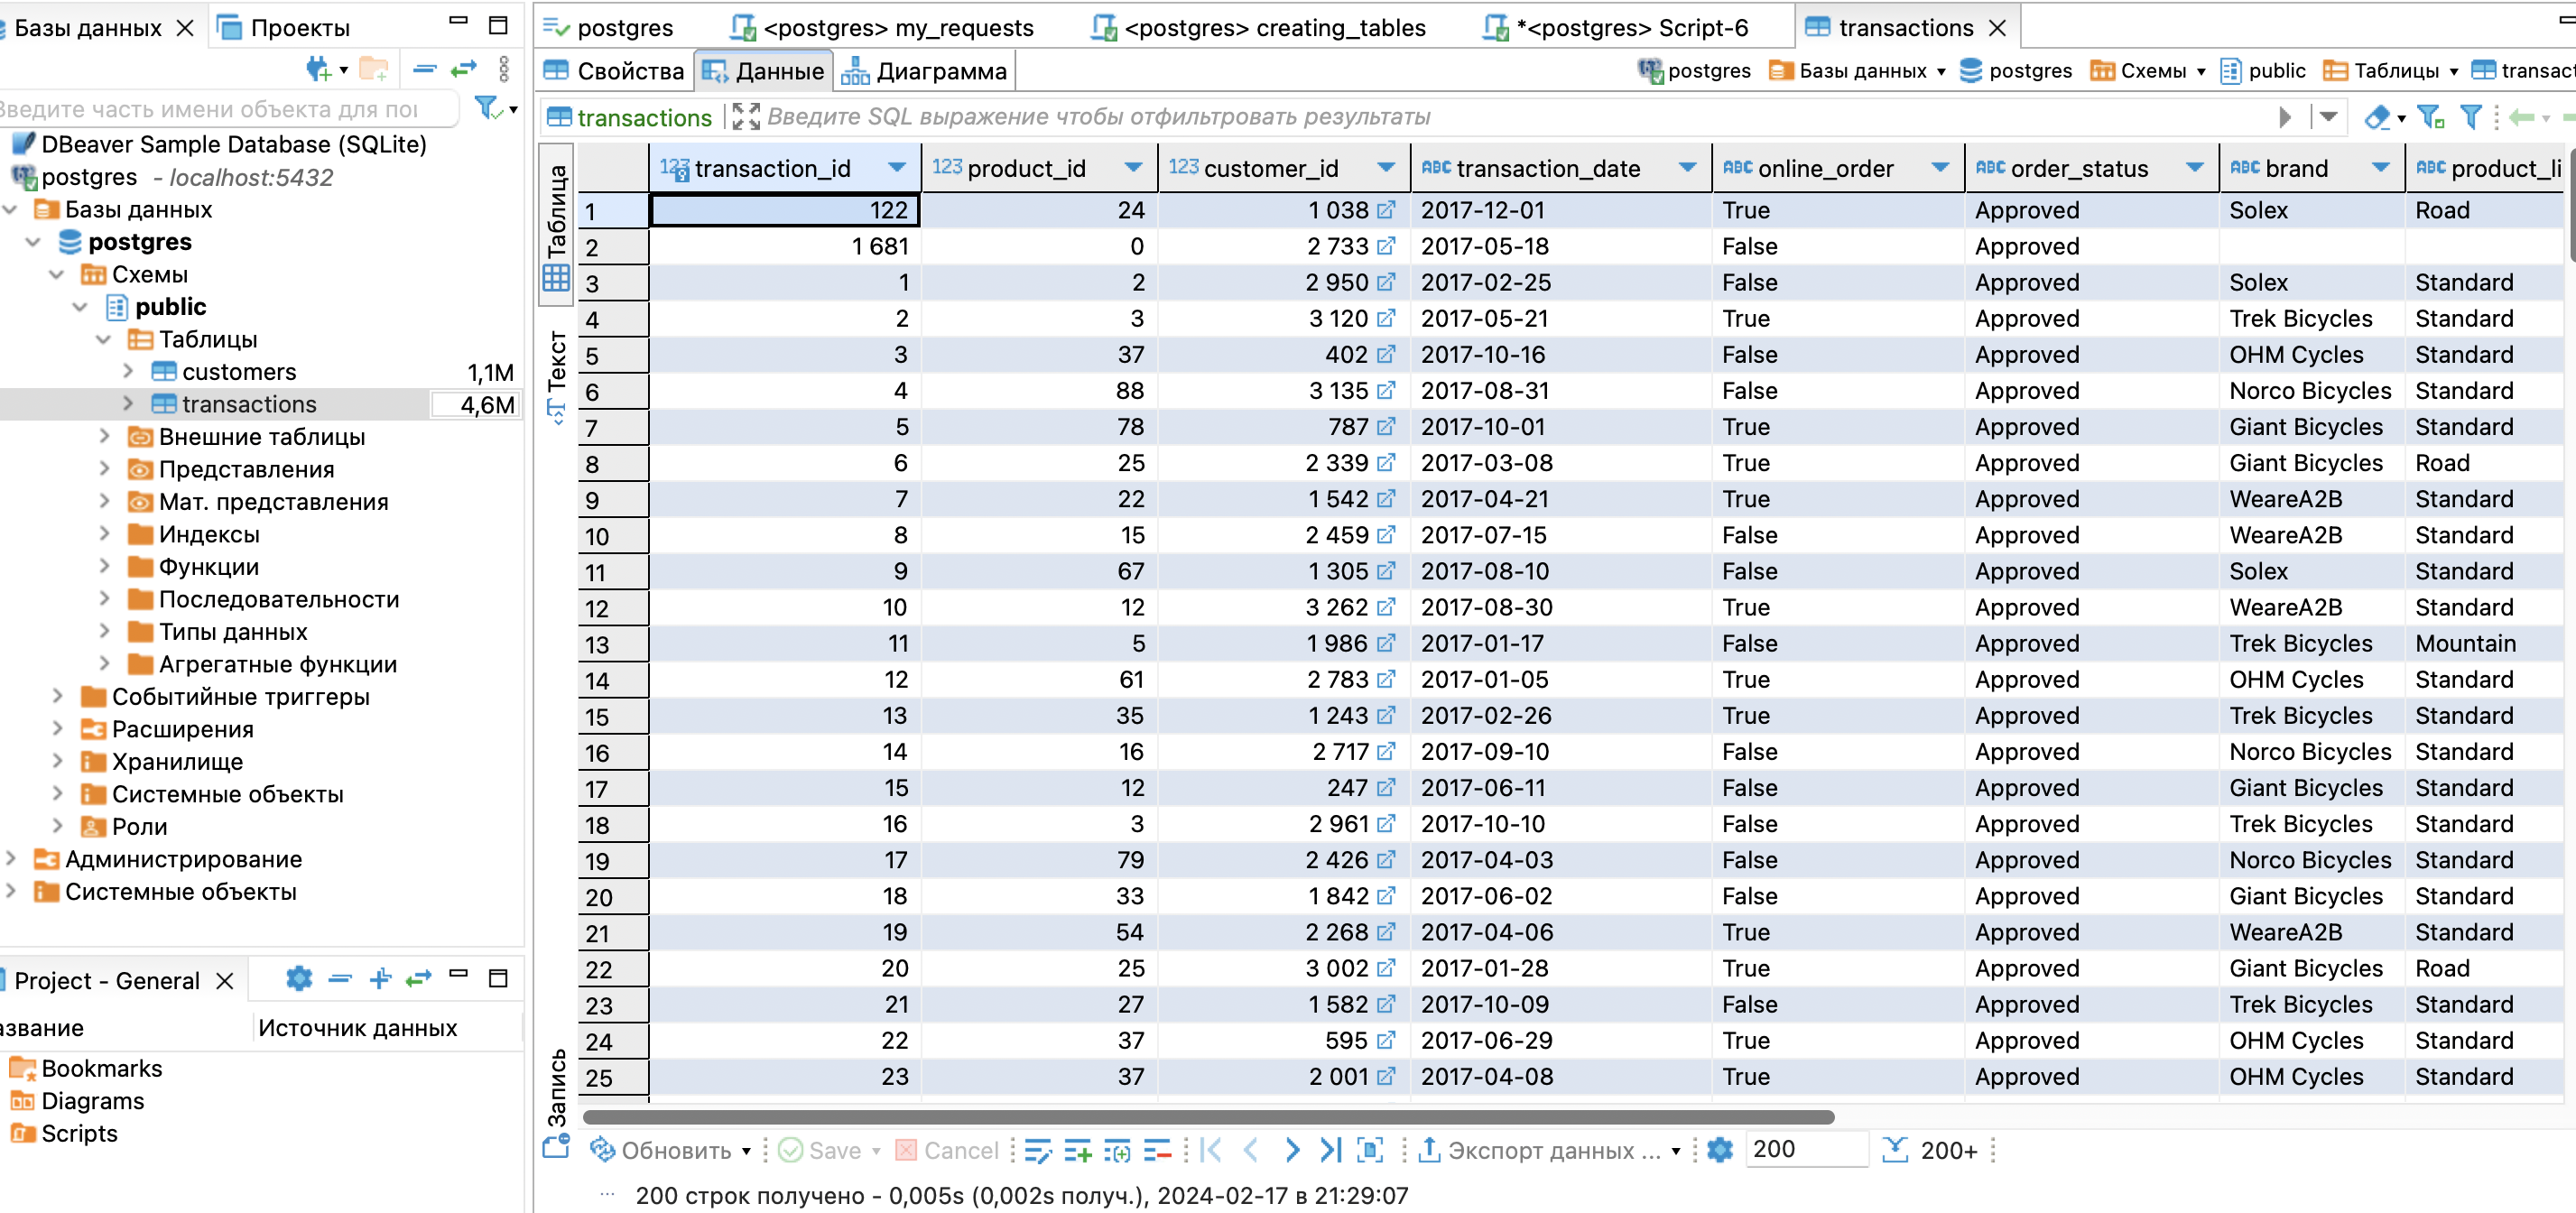 Базы данных Проекты
Введите часть имени объекта для пои
DBeaver Sample Database (SQLite)
postgres - localhost:5432
Базы данных
postgres
Схемы
public
Таблицы
customers 1,1M
transactions 4,6M
Внешние таблицы
Представления
Мат. представления
Индексы
Функции
Последовательности
Типы данных
Агрегатные функции
Событийные триггеры
Расширения
Хранилище
Системные объекты
Роли
Администрирование
Системные объекты
Project - General
азвание Источник данных
Bookmarks
Diagrams
Scripts
postgres <postgres> my_requests <postgres> creating_tables *<postgres> Script-6 transactions
Свойства Данные Диаграмма postgres Базы данных postgres Схемы public Таблицы transact
transactions Введите SQL выражение чтобы отфильтровать результаты
Таблица
Текст
Запись
123 transaction_id 123 product_id 123 customer_id ABC transaction_date ABC online_order ABC order_status ABC brand ABC product_li
1 122 24 1 038 2017-12-01 True Approved Solex Road
2 1 681 0 2 733 2017-05-18 False Approved
3 1 2 2 950 2017-02-25 False Approved Solex Standard
4 2 3 3 120 2017-05-21 True Approved Trek Bicycles Standard
5 3 37 402 2017-10-16 False Approved OHM Cycles Standard
6 4 88 3 135 2017-08-31 False Approved Norco Bicycles Standard
7 5 78 787 2017-10-01 True Approved Giant Bicycles Standard
8 6 25 2 339 2017-03-08 True Approved Giant Bicycles Road
9 7 22 1 542 2017-04-21 True Approved WeareA2B Standard
10 8 15 2 459 2017-07-15 False Approved WeareA2B Standard
11 9 67 1 305 2017-08-10 False Approved Solex Standard
12 10 12 3 262 2017-08-30 True Approved WeareA2B Standard
13 11 5 1 986 2017-01-17 False Approved Trek Bicycles Mountain
14 12 61 2 783 2017-01-05 True Approved OHM Cycles Standard
15 13 35 1 243 2017-02-26 True Approved Trek Bicycles Standard
16 14 16 2 717 2017-09-10 False Approved Norco Bicycles Standard
17 15 12 247 2017-06-11 False Approved Giant Bicycles Standard
18 16 3 2 961 2017-10-10 False Approved Trek Bicycles Standard
19 17 79 2 426 2017-04-03 False Approved Norco Bicycles Standard
20 18 33 1 842 2017-06-02 False Approved Giant Bicycles Standard
21 19 54 2 268 2017-04-06 True Approved WeareA2B Standard
22 20 25 3 002 2017-01-28 True Approved Giant Bicycles Road
23 21 27 1 582 2017-10-09 False Approved Trek Bicycles Standard
24 22 37 595 2017-06-29 True Approved OHM Cycles Standard
25 23 37 2 001 2017-04-08 True Approved OHM Cycles Standard
Обновить Save Cancel Экспорт данных ... 200 200+
200 строк получено - 0,005s (0,002s получ.), 2024-02-17 в 21:29:07